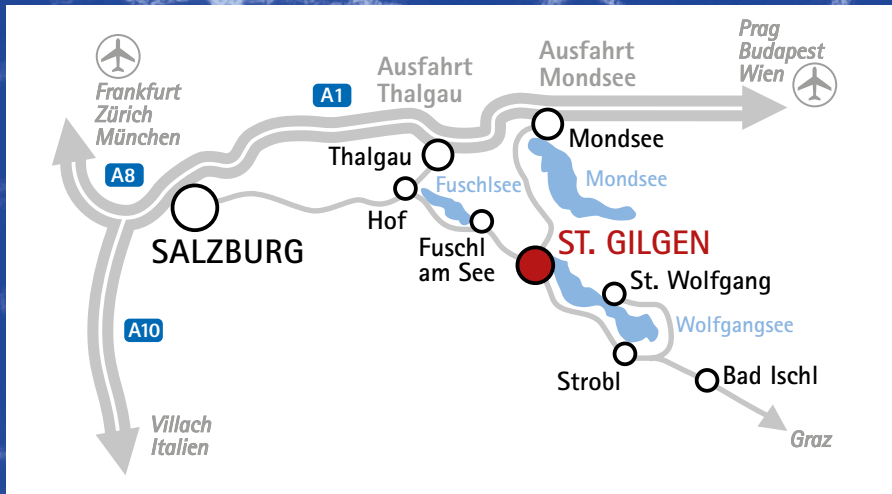 Prag
Budapest
Wien
Ausfahrt
Mondsee
Ausfahrt
Thalgau
Frankfurt
Zürich
München
A1
Mondsee
Thalgau
A8
Fuschlsee
Mondsee
Hof
SALZBURG
Fuschl
am See
ST. GILGEN
St. Wolfgang
A10
Wolfgangsee
Strobl
Bad Ischl
Villach
Italien
Graz